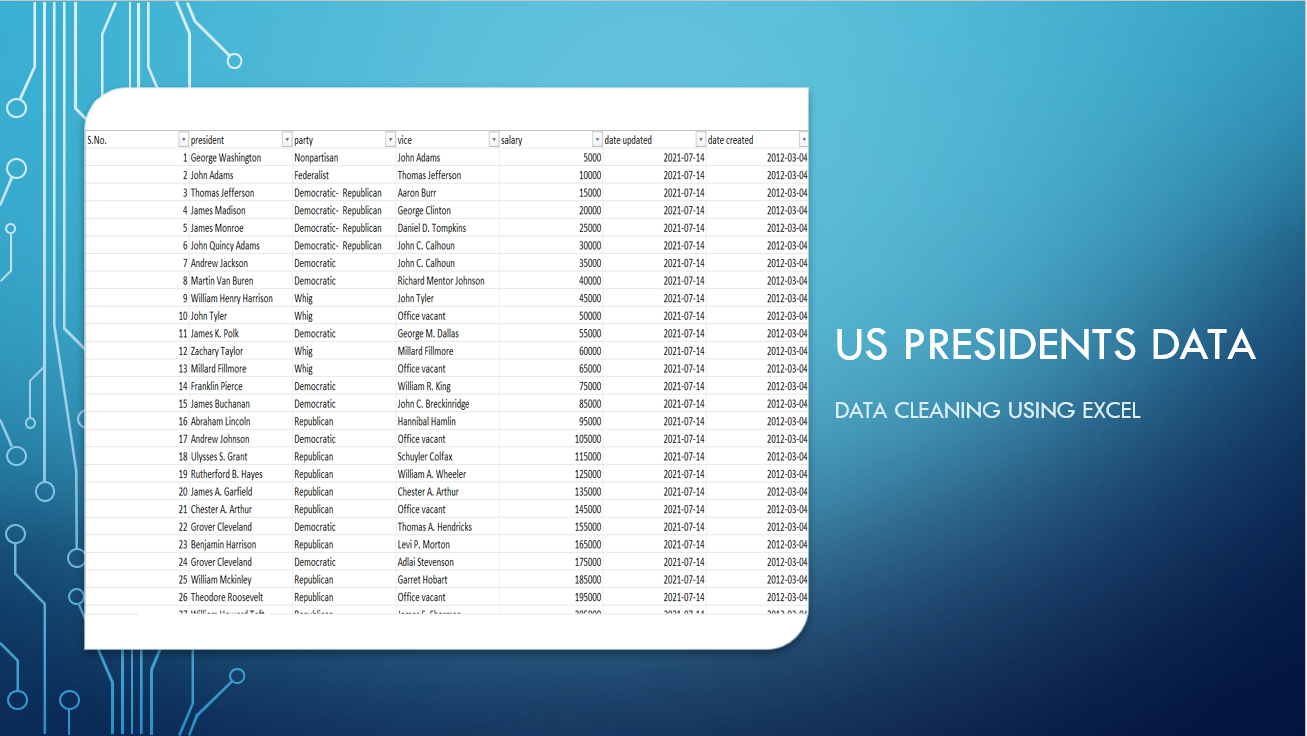 S.No. president party vice salary date updated date created
1 George Washington Nonpartisan John Adams 5000 2021-07-14 2012-03-04
2 John Adams Federalist Thomas Jefferson 10000 2021-07-14 2012-03-04
3 Thomas Jefferson Democratic- Republican Aaron Burr 15000 2021-07-14 2012-03-04
4 James Madison Democratic- Republican George Clinton 20000 2021-07-14 2012-03-04
5 James Monroe Democratic- Republican Daniel D. Tompkins 25000 2021-07-14 2012-03-04
6 John Quincy Adams Democratic- Republican John C. Calhoun 30000 2021-07-14 2012-03-04
7 Andrew Jackson Democratic John C. Calhoun 35000 2021-07-14 2012-03-04
8 Martin Van Buren Democratic Richard Mentor Johnson 40000 2021-07-14 2012-03-04
9 William Henry Harrison Whig John Tyler 45000 2021-07-14 2012-03-04
10 John Tyler Whig Office vacant 50000 2021-07-14 2012-03-04
11 James K. Polk Democratic George M. Dallas 55000 2021-07-14 2012-03-04
12 Zachary Taylor Whig Millard Fillmore 60000 2021-07-14 2012-03-04
13 Millard Fillmore Whig Office vacant 65000 2021-07-14 2012-03-04
14 Franklin Pierce Democratic William R. King 75000 2021-07-14 2012-03-04
15 James Buchanan Democratic John C. Breckinridge 85000 2021-07-14 2012-03-04
16 Abraham Lincoln Republican Hannibal Hamlin 95000 2021-07-14 2012-03-04
17 Andrew Johnson Democratic Office vacant 105000 2021-07-14 2012-03-04
18 Ulysses S. Grant Republican Schuyler Colfax 115000 2021-07-14 2012-03-04
19 Rutherford B. Hayes Republican William A. Wheeler 125000 2021-07-14 2012-03-04
20 James A. Garfield Republican Chester A. Arthur 135000 2021-07-14 2012-03-04
21 Chester A. Arthur Republican Office vacant 145000 2021-07-14 2012-03-04
22 Grover Cleveland Democratic Thomas A. Hendricks 155000 2021-07-14 2012-03-04
23 Benjamin Harrison Republican Levi P. Morton 165000 2021-07-14 2012-03-04
24 Grover Cleveland Democratic Adlai Stevenson 175000 2021-07-14 2012-03-04
25 William Mckinley Republican Garret Hobart 185000 2021-07-14 2012-03-04
26 Theodore Roosevelt Republican Office vacant 195000 2021-07-14 2012-03-04
US PRESIDENTS DATA
DATA CLEANING USING EXCEL